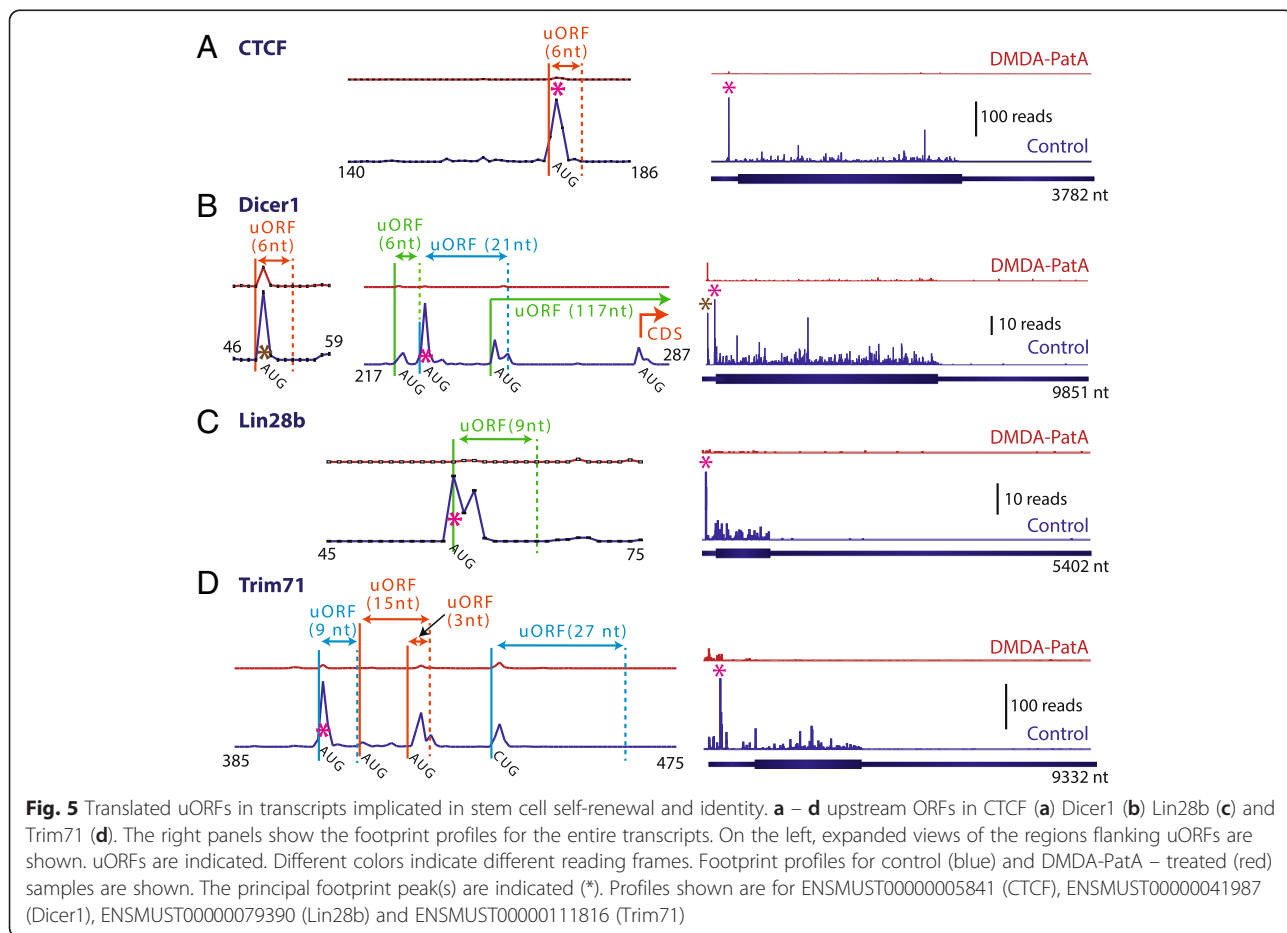 A CTCF
uORF
(6nt)
AUG
140
186
DMDA-PatA
100 reads
Control
3782 nt
B Dicer1
uORF
(6nt)
46
59
AUG
uORF
(6nt)
uORF (21nt)
uORF (117nt)
CDS
217
AUG
AUG
AUG
AUG
287
DMDA-PatA
10 reads
Control
9851 nt
C Lin28b
uORF(9nt)
45
AUG
75
DMDA-PatA
10 reads
Control
5402 nt
D Trim71
uORF
(9 nt)
uORF
(15nt)
uORF
(3nt)
uORF(27 nt)
385
AUG
AUG
AUG
CUG
475
DMDA-PatA
100 reads
Control
9332 nt
Fig. 5 Translated uORFs in transcripts implicated in stem cell self-renewal and identity. a – d upstream ORFs in CTCF (a) Dicer1 (b) Lin28b (c) and
Trim71 (d). The right panels show the footprint profiles for the entire transcripts. On the left, expanded views of the regions flanking uORFs are
shown. uORFs are indicated. Different colors indicate different reading frames. Footprint profiles for control (blue) and DMDA-PatA – treated (red)
samples are shown. The principal footprint peak(s) are indicated (*). Profiles shown are for ENSMUST00000005841 (CTCF), ENSMUST00000041987
(Dicer1), ENSMUST00000079390 (Lin28b) and ENSMUST00000111816 (Trim71)